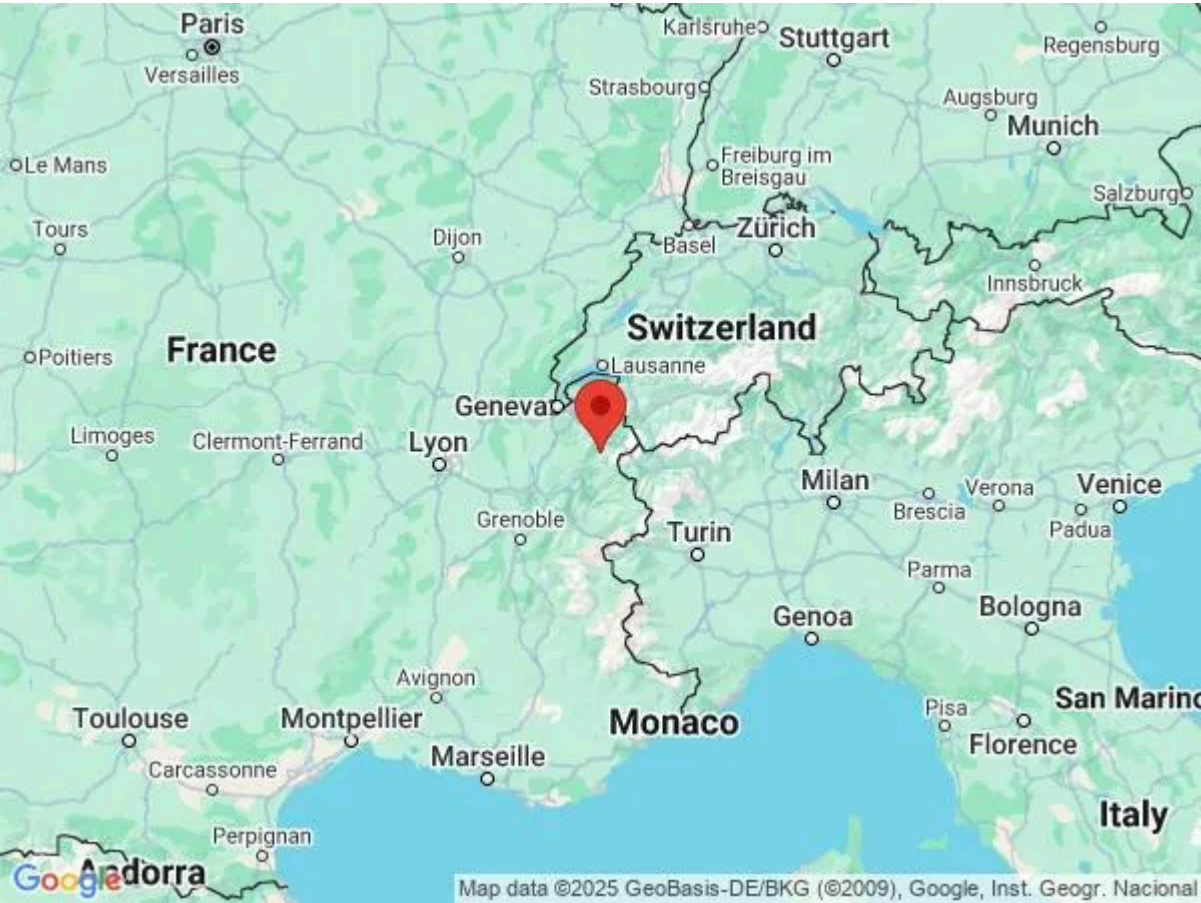 Paris
Karlsruhe
Stuttgart
Regensburg
Versailles
Strasbourg
Augsburg
Munich
Le Mans
Freiburg im
Breisgau
Salzburg
Tours
Dijon
Basel
Zürich
Innsbruck
Switzerland
France
Poitiers
Lausanne
Geneva
Limoges
Clermont-Ferrand
Lyon
Milan
Verona
Venice
Brescia
Padua
Grenoble
Turin
Parma
Genoa
Bologna
Avignon
San Marino
Toulouse
Montpellier
Monaco
Pisa
Florence
Marseille
Carcassonne
Italy
Perpignan
Andorra
Google
Map data ©2025 GeoBasis-DE/BKG (©2009), Google, Inst. Geogr. Nacional